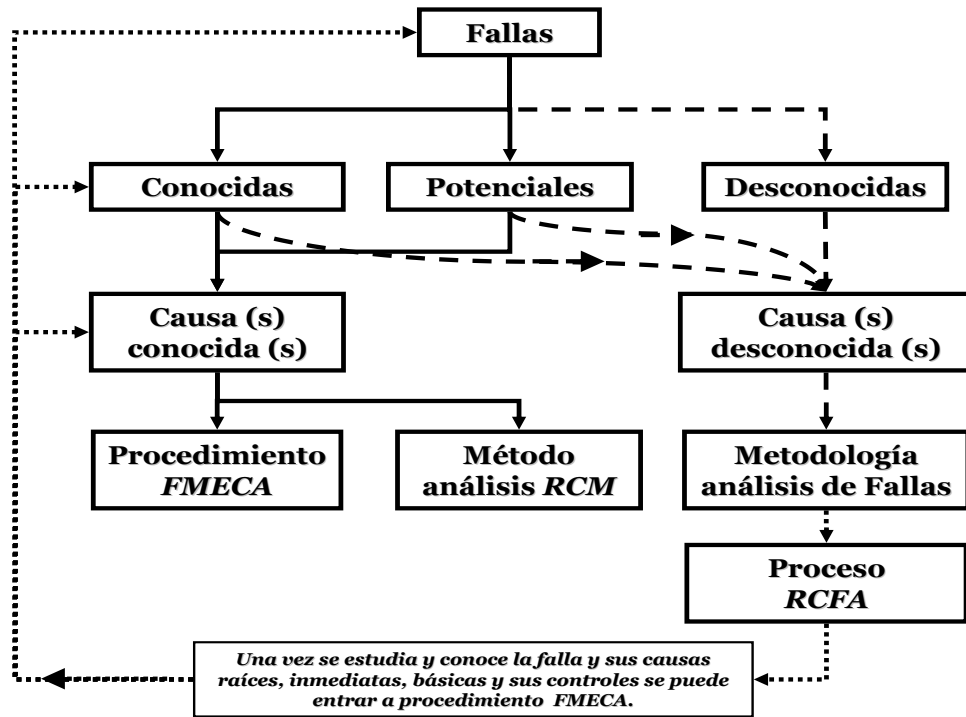 Fallas
Conocidas
Potenciales
Desconocidas
Causa (s)
conocida (s)
Causa (s)
desconocida (s)
Procedimiento
FMECA
Método
análisis RCM
Metodología
análisis de Fallas
Proceso
RCFA
Una vez se estudia y conoce la falla y sus causas
raíces, inmediatas, básicas y sus controles se puede
entrar a procedimiento FMECA.